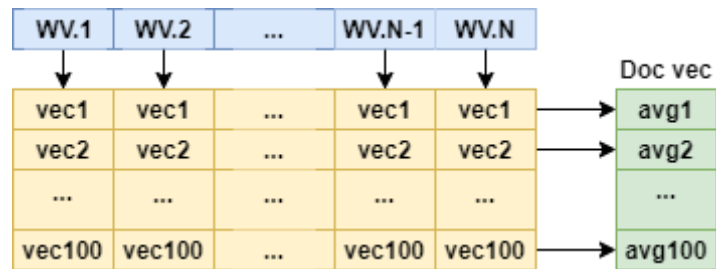 WV.1 WV.2 ... WV.N-1 WV.N
Doc vec
vec1 vec1 ... vec1 vec1 avg1
vec2 vec2 ... vec2 vec2 avg2
... ... ... ... ... ...
vec100 vec100 ... vec100 vec100 avg100